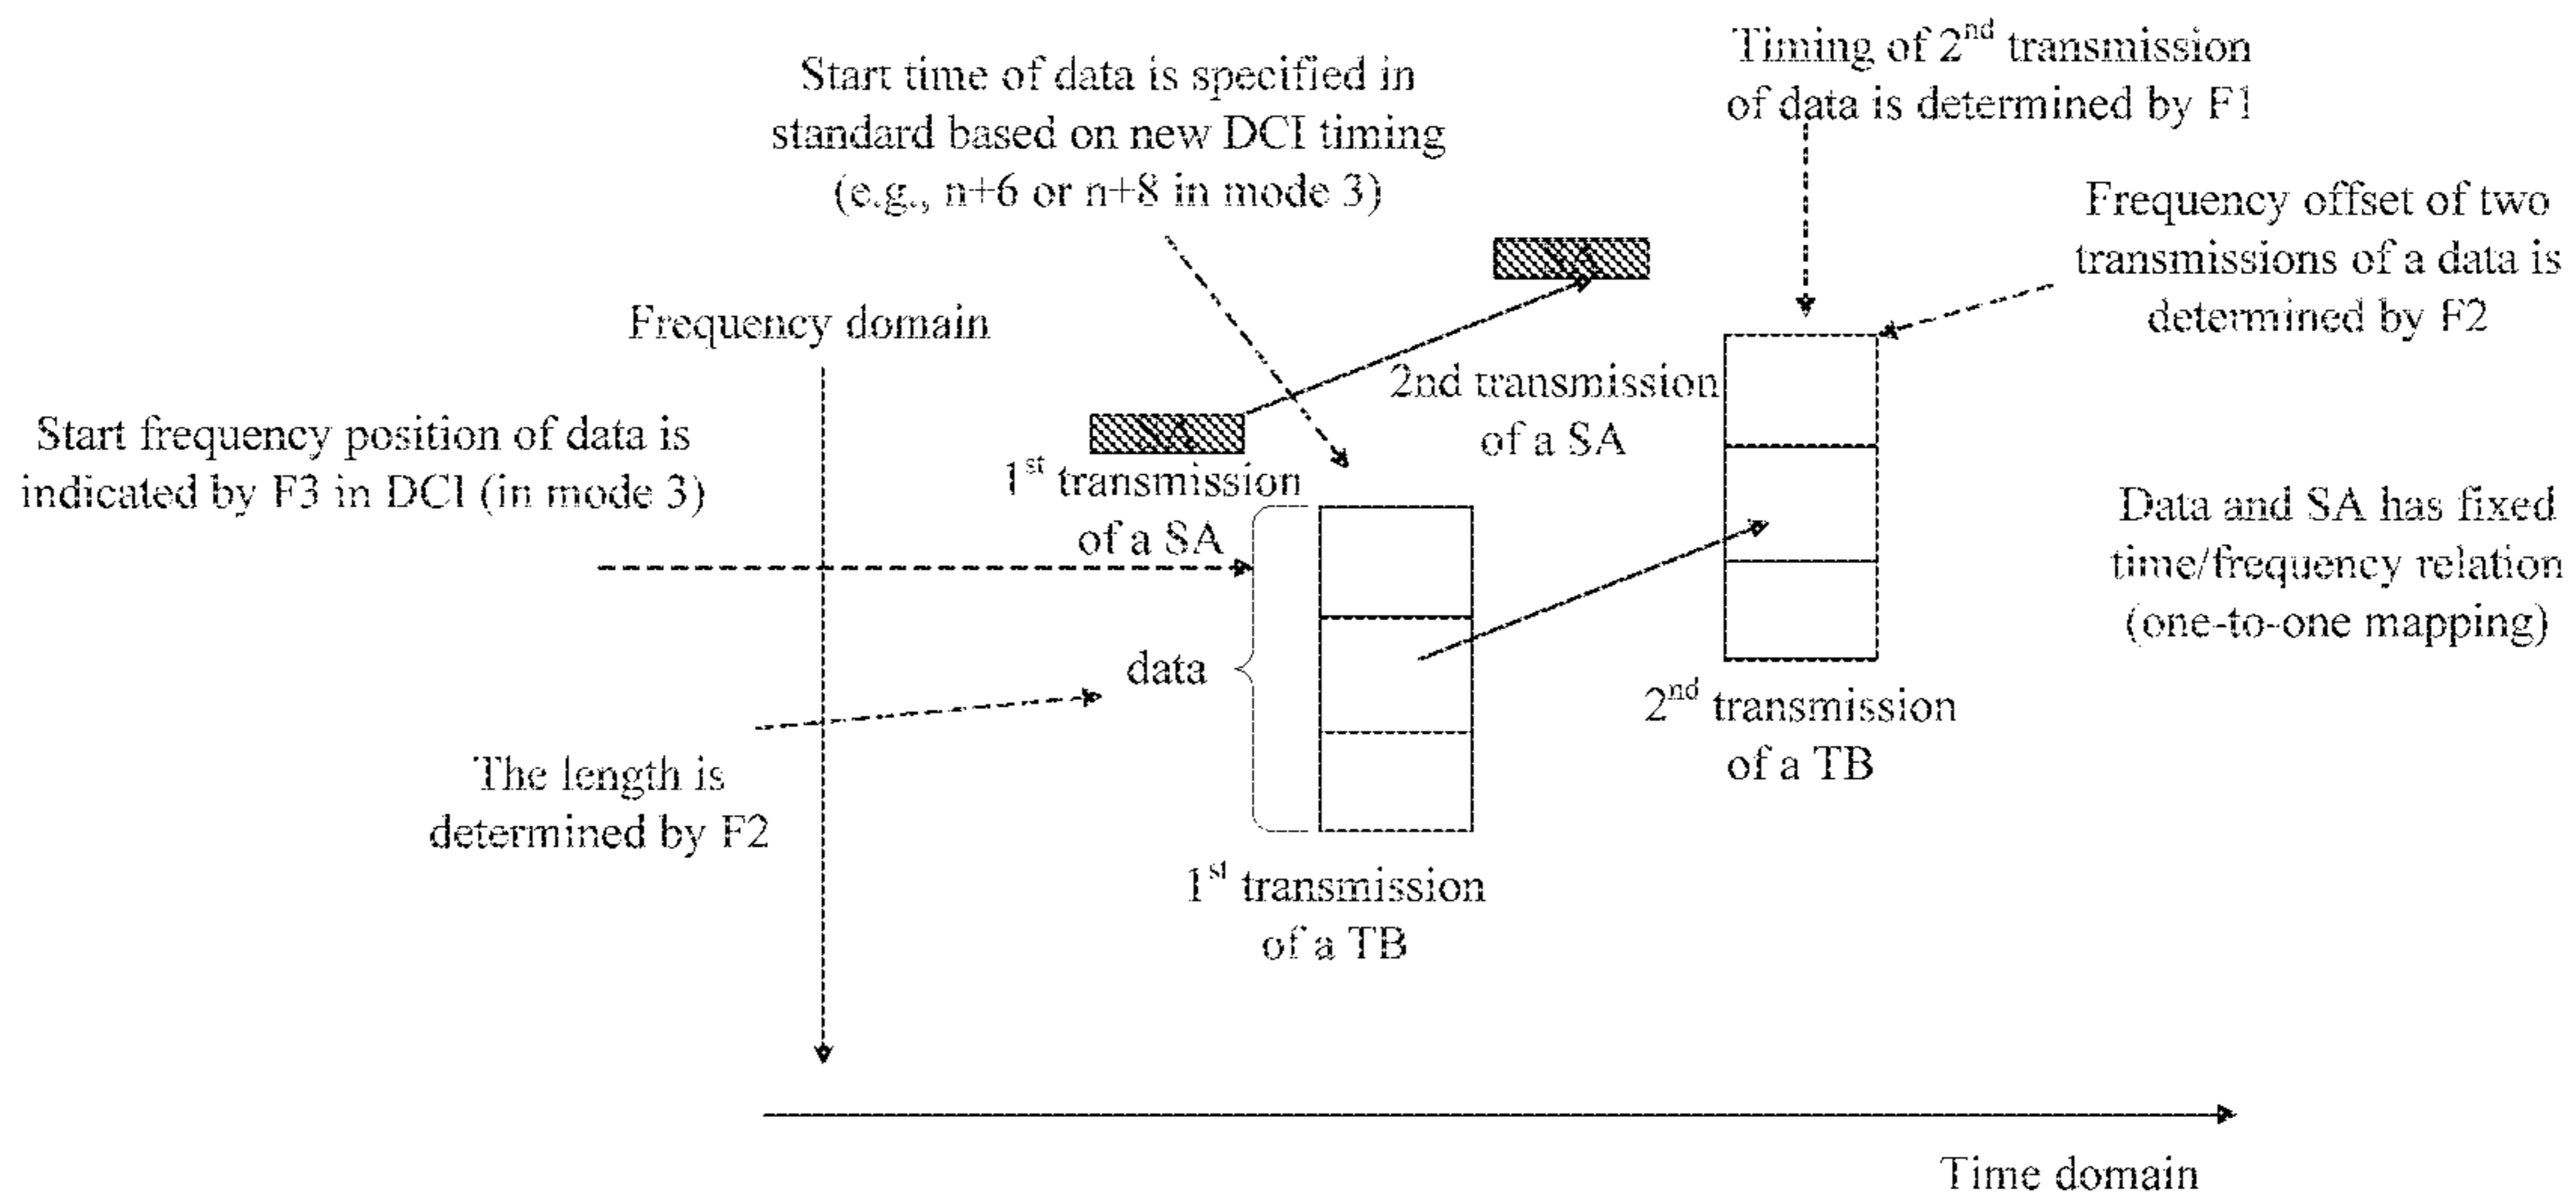 Start time of data is specified in
standard based on new DCI timing
(e.g., n+6 or n+8 in mode 3)
Timing of 2nd transmission
of data is determined by F1
Frequency offset of two
transmissions of a data is
determined by F2
Frequency domain
Start frequency position of data is
indicated by F3 in DCI (in mode 3)
2nd transmission
of a SA
1st transmission
of a SA
Data and SA has fixed
time/frequency relation
(one-to-one mapping)
data
2nd transmission
of a TB
The length is
determined by F2
1st transmission
of a TB
Time domain